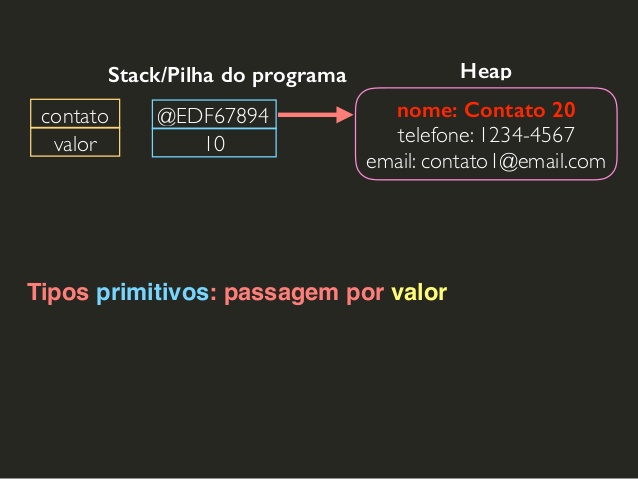 Stack/Pilha do programa
Heap
contato
@EDF67894
nome: Contato 20
valor
10
telefone: 1234-4567
email: contato1@email.com
Tipos primitivos: passagem por valor